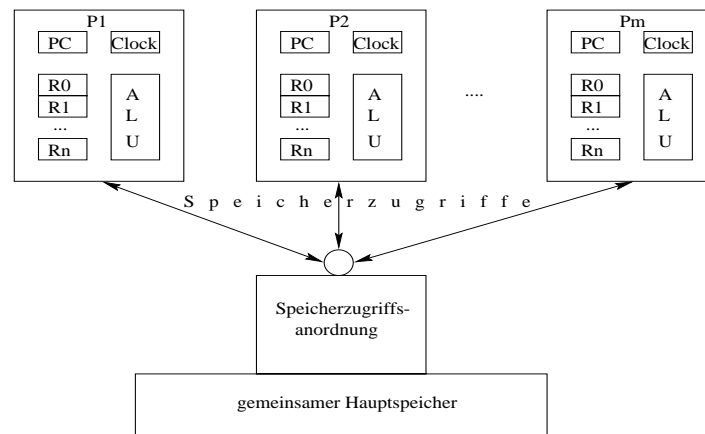 P1
PC Clock
R0
R1
...
Rn
A
L
U
P2
PC Clock
R0
R1
...
Rn
A
L
U
....
Pm
PC Clock
R0
R1
...
Rn
A
L
U
S p e i c h e r z u g r i f f e
Speicherzugriffs-
anordnung
gemeinsamer Hauptspeicher